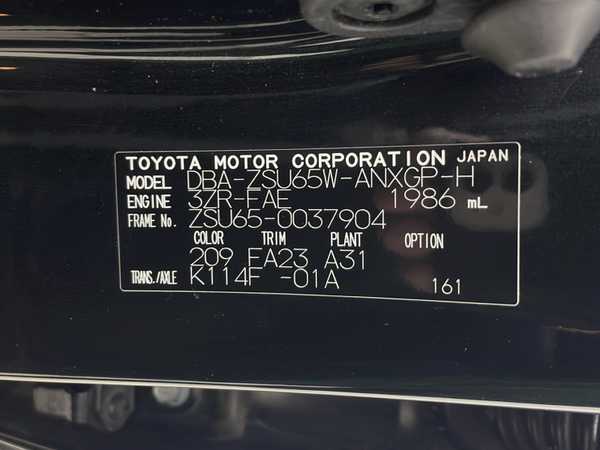 TOYOTA MOTOR CORPORATION JAPAN
MODEL DBA-ZSU65W-ANXGP-H
ENGINE 3ZR-FAE 1986 mL
FRAME No. ZSU65-0037904
COLOR TRIM PLANT OPTION
209 FA23 A31
TRANS./AXLE K114F -01A 161